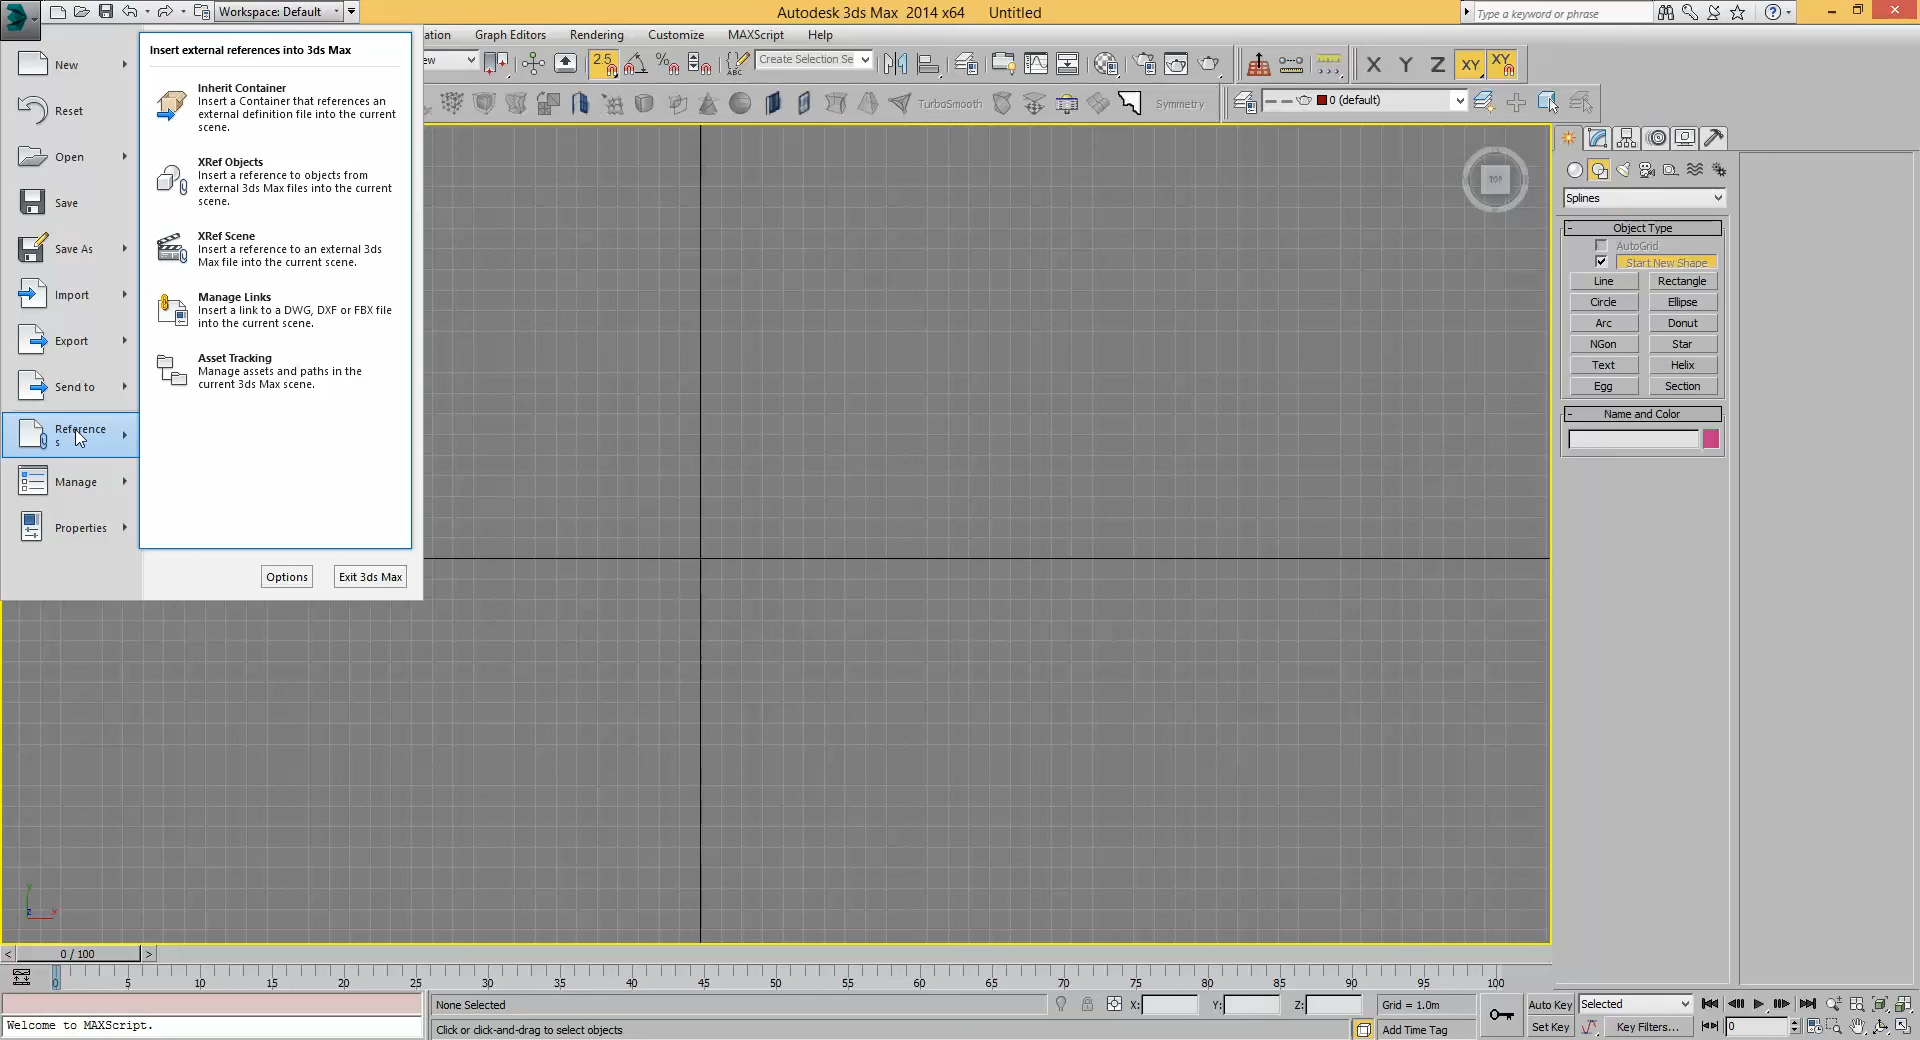 Workspace: Default
Autodesk 3ds Max 2014 x64 Untitled
Type a keyword or phrase
Insert external references into 3ds Max
ation
Graph Editors
Rendering
Customize
MAXScript
Help
New
Reset
Open
Save
Save As
Import
Export
Send to
Reference
s
Manage
Properties
Inherit Container
Insert a Container that references an
external definition file into the current
scene.
XRef Objects
Insert a reference to objects from
external 3ds Max files into the current
scene.
XRef Scene
Insert a reference to an external 3ds
Max file into the current scene.
Manage Links
Insert a link to a DWG, DXF or FBX file
into the current scene.
Asset Tracking
Manage assets and paths in the
current 3ds Max scene.
Options
Exit 3ds Max
ew
2.5
ABC
Create Selection Se
X Y Z XY XY
TurboSmooth
Symmetry
0 (default)
TOP
Splines
- Object Type
AutoGrid
Start New Shape
Line
Rectangle
Circle
Ellipse
Arc
Donut
NGon
Star
Text
Helix
Egg
Section
- Name and Color
y
z x
< 0 / 100 >
0 5 10 15 20 25 30 35 40 45 50 55 60 65 70 75 80 85 90 95 100
None Selected
X:
Y:
Z:
Grid = 1.0m
Auto Key
Selected
Welcome to MAXScript.
Click or click-and-drag to select objects
Add Time Tag
Set Key
Key Filters...
0